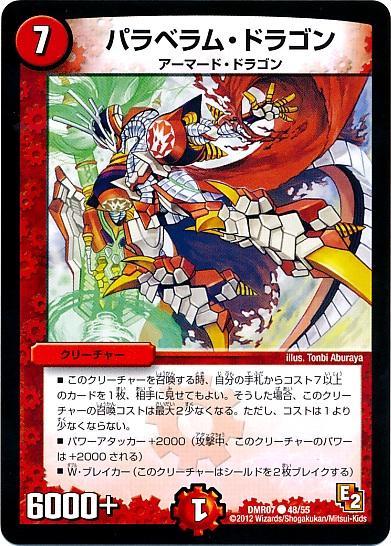 7
パラベラム・ドラゴン
アーマード・ドラゴン
illus. Tonbi Aburaya
クリーチャー
■ このクリーチャーを召喚する時、自分の手札からコスト7以上
のカードを1枚、相手に見せてもよい。そうした場合、このクリー
チャーの召喚コストは最大2少なくなる。ただし、コストは1より
少なくならない。
■ パワーアタッカー+2000(攻撃中、このクリーチャーのパワー
は+2000される)
■ W・ブレイカー(このクリーチャーはシールドを2枚ブレイクする)
6000+
1
E2
DMR07 ● 48/55
©2012 Wizards/Shogakukan/Mitsui-Kids